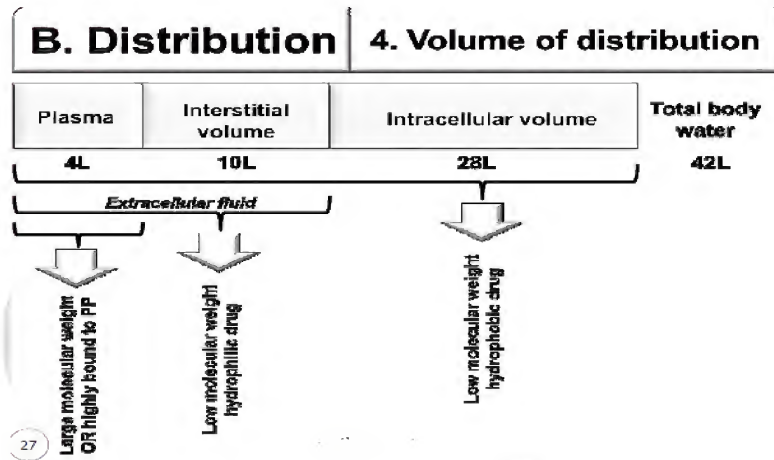 B. Distribution
4. Volume of distribution
Plasma
Interstitial
volume
Intracellular volume
Total body
water
4L
10L
28L
42L
Extracellular fluid
Large molecular weight
OR highly bound to PP
Low molecular weight
hydrophilic drug
Low molecular weight
hydrophobic drug
27